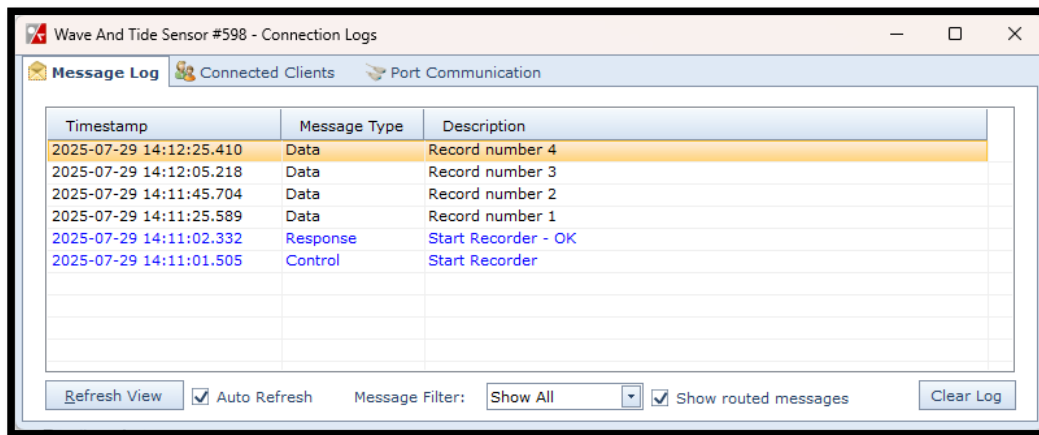 Wave And Tide Sensor #598 - Connection Logs
Message Log Connected Clients Port Communication
Timestamp Message Type Description
2025-07-29 14:12:25.410 Data Record number 4
2025-07-29 14:12:05.218 Data Record number 3
2025-07-29 14:11:45.704 Data Record number 2
2025-07-29 14:11:25.589 Data Record number 1
2025-07-29 14:11:02.332 Response Start Recorder - OK
2025-07-29 14:11:01.505 Control Start Recorder
Refresh View Auto Refresh Message Filter: Show All Show routed messages Clear Log